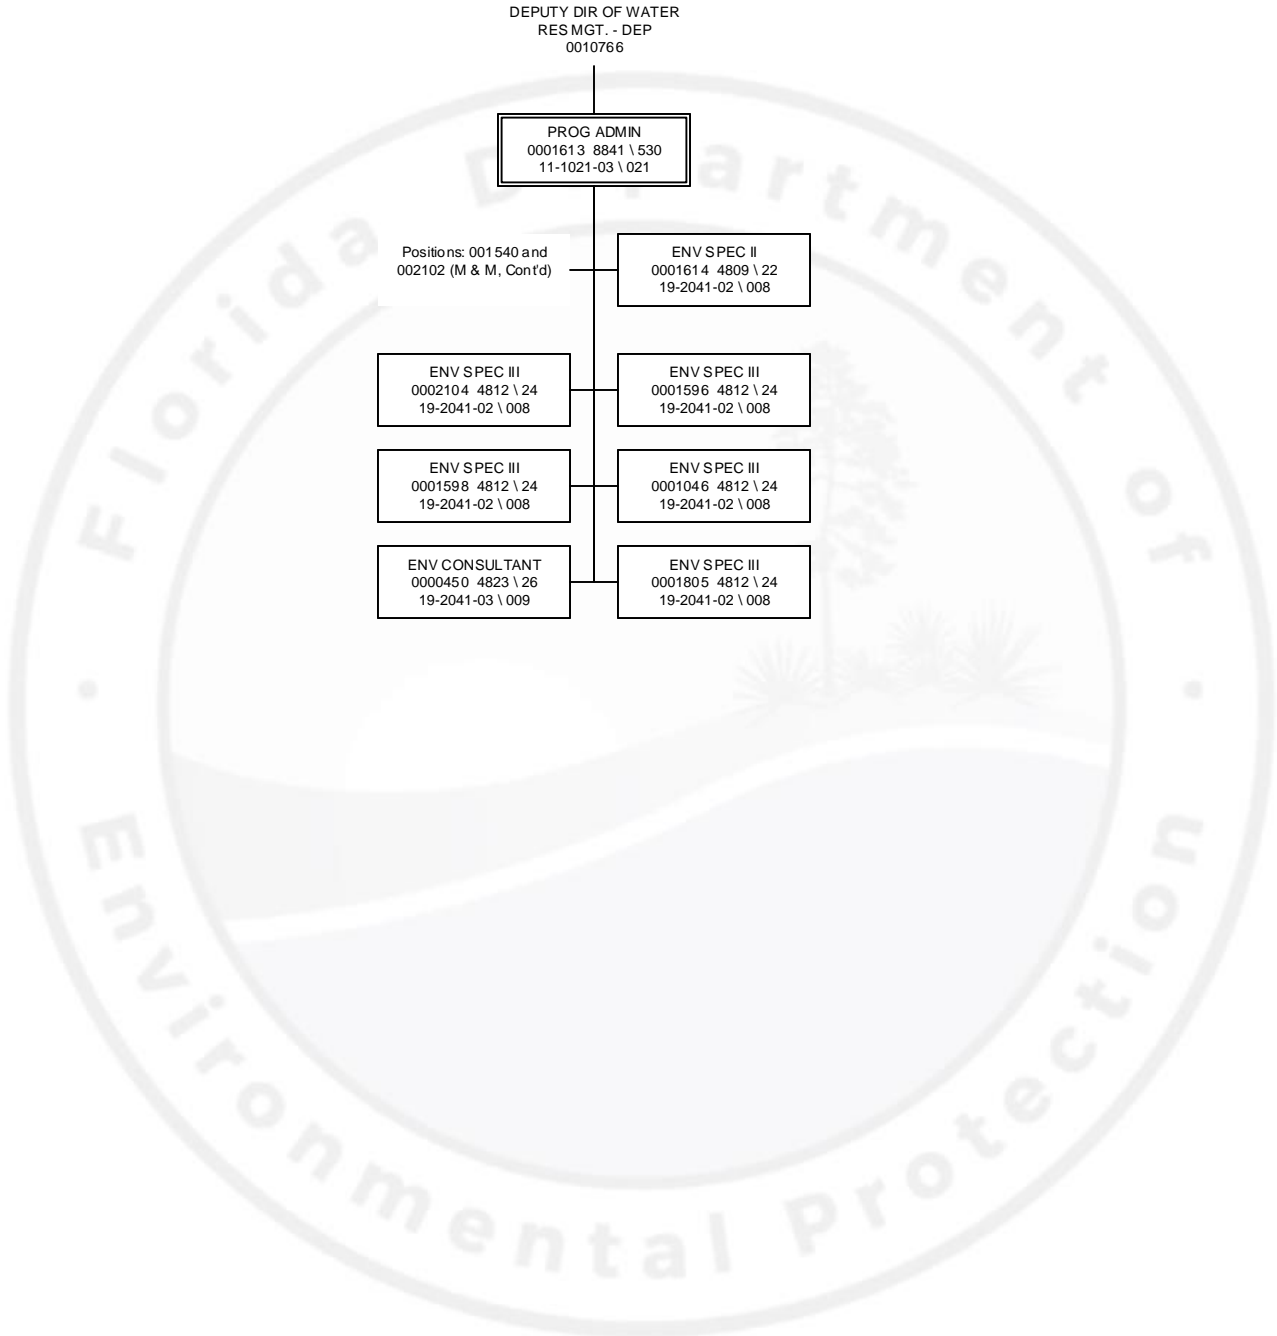 DEPUTY DIR OF WATER
RES MGT. - DEP
0010766
PROG ADMIN
0001613 8841 \ 530
11-1021-03 \ 021
Positions: 001540 and
002102 (M & M, Cont'd)
ENV SPEC II
0001614 4809 \ 22
19-2041-02 \ 008
ENV SPEC III
0002104 4812 \ 24
19-2041-02 \ 008
ENV SPEC III
0001596 4812 \ 24
19-2041-02 \ 008
ENV SPEC III
0001598 4812 \ 24
19-2041-02 \ 008
ENV SPEC III
0001046 4812 \ 24
19-2041-02 \ 008
ENV CONSULTANT
0000450 4823 \ 26
19-2041-03 \ 009
ENV SPEC III
0001805 4812 \ 24
19-2041-02 \ 008
Florida Department of
Environmental Protection